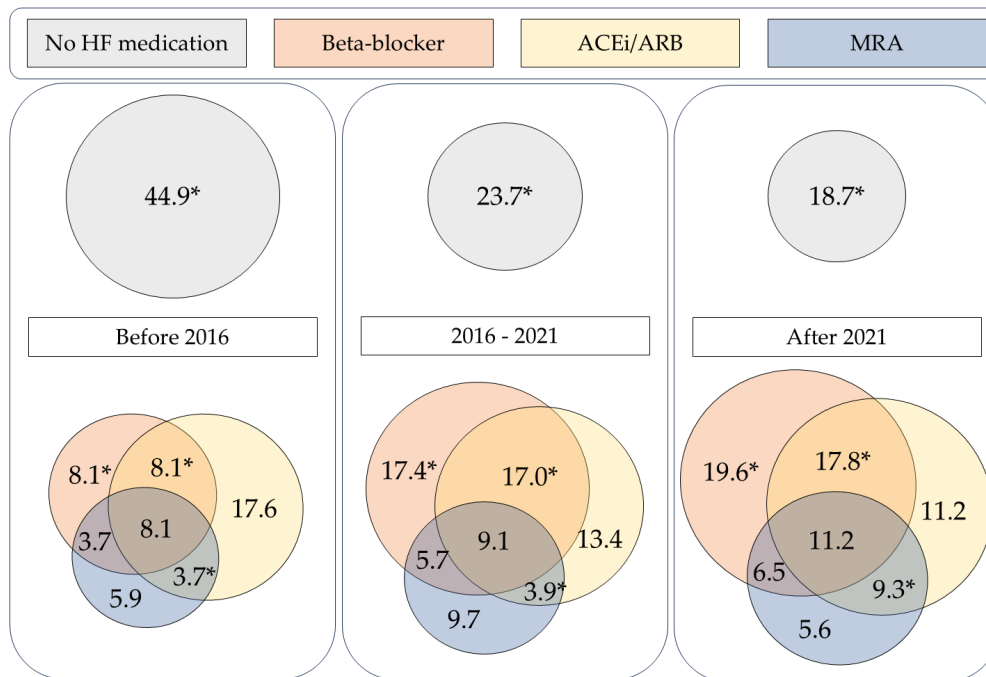 No HF medication Beta-blocker ACEi/ARB MRA
44.9* 23.7* 18.7*
Before 2016 2016 - 2021 After 2021
8.1* 8.1* 17.6 3.7 8.1 3.7* 5.9
17.4* 17.0* 13.4 5.7 9.1 3.9* 9.7
19.6* 17.8* 11.2 6.5 11.2 9.3* 5.6